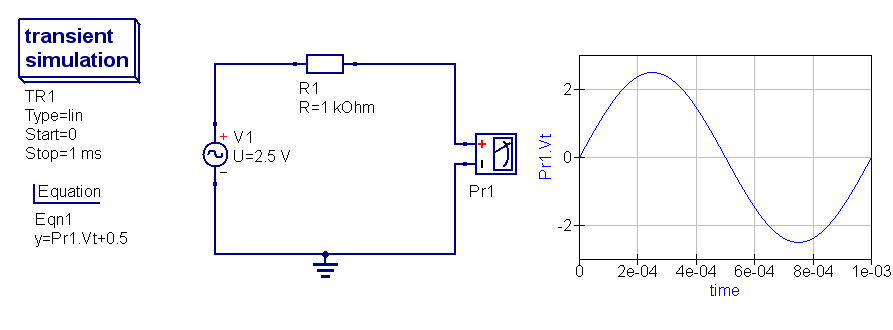 transient
simulation
TR1
Type=lin
Start=0
Stop=1 ms
Equation
Eqn1
y=Pr1.Vt+0.5
R1
R=1 kOhm
+
V1
U=2.5 V
−
+
-
Pr1
Pr1.Vt
2
0
-2
0
2e-04
4e-04
6e-04
8e-04
1e-03
time